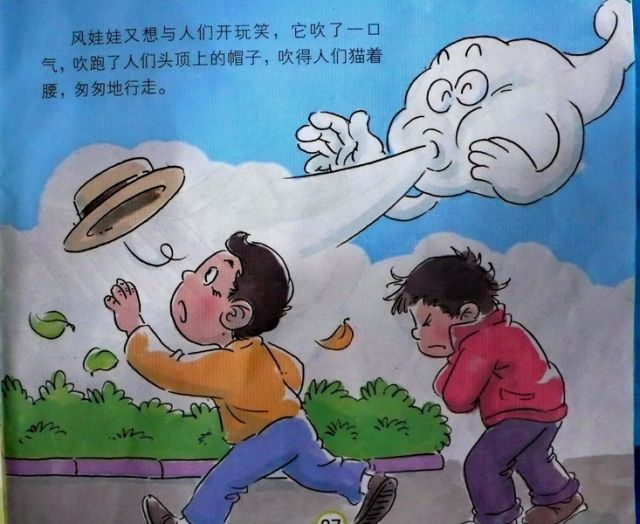 风娃娃又想与人们开玩笑，它吹了一口
气，吹跑了人们头顶上的帽子，吹得人们猫着
腰，匆匆地行走。